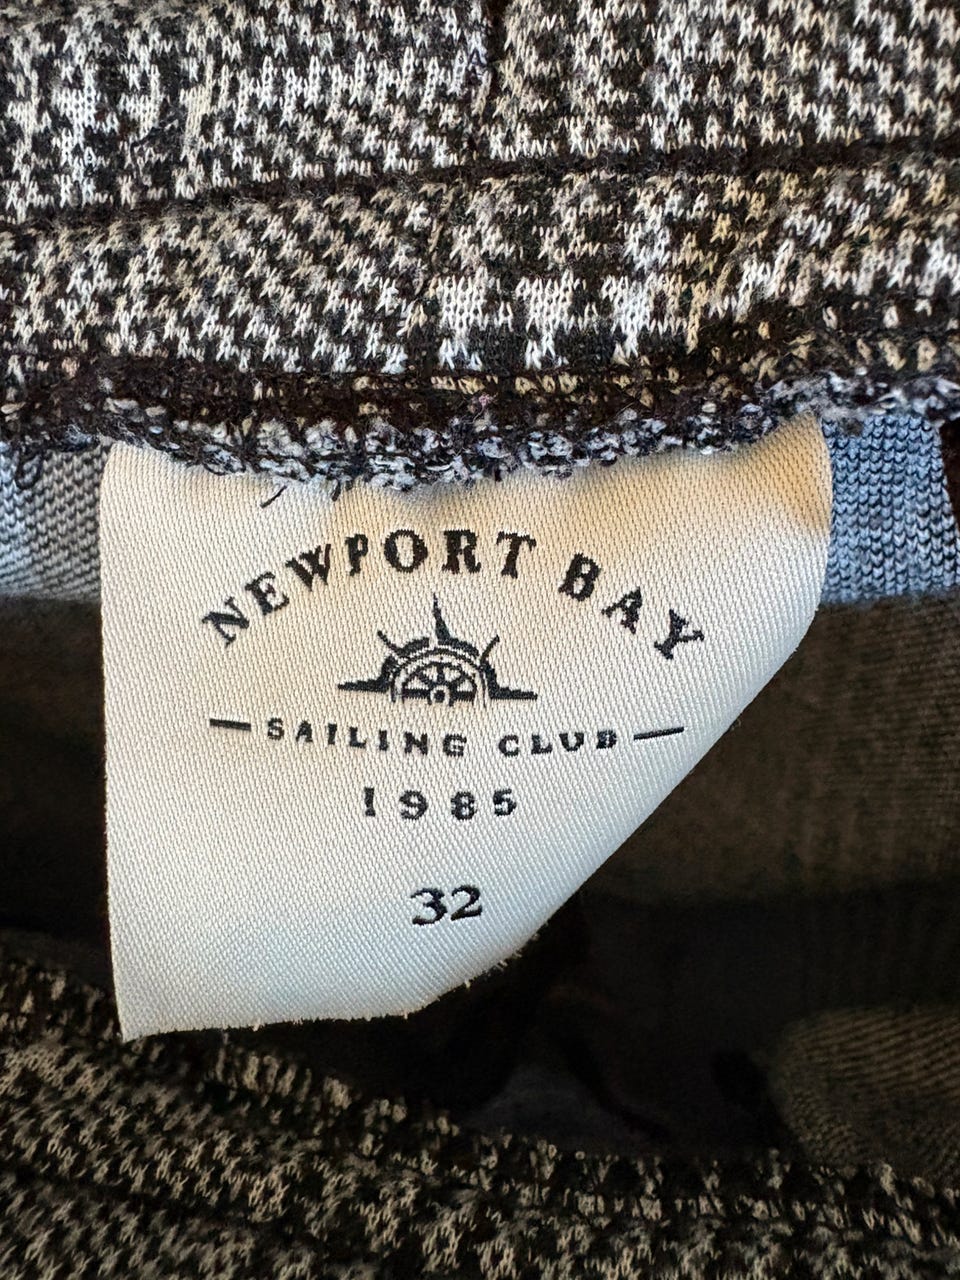 NEWPORT BAY
SAILING CLUB
1985
32